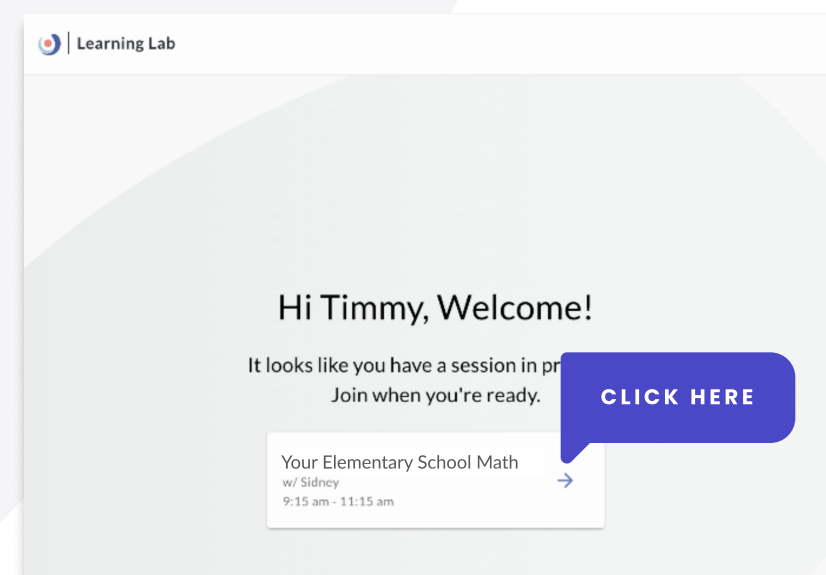 Learning Lab
Hi Timmy, Welcome!
It looks like you have a session in pr
Join when you're ready.
CLICK HERE
Your Elementary School Math
w/ Sidney
9:15 am - 11:15 am